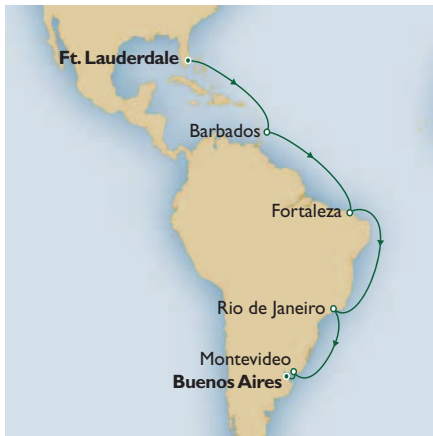 Ft. Lauderdale
Barbados
Fortaleza
Rio de Janeiro
Montevideo
Buenos Aires